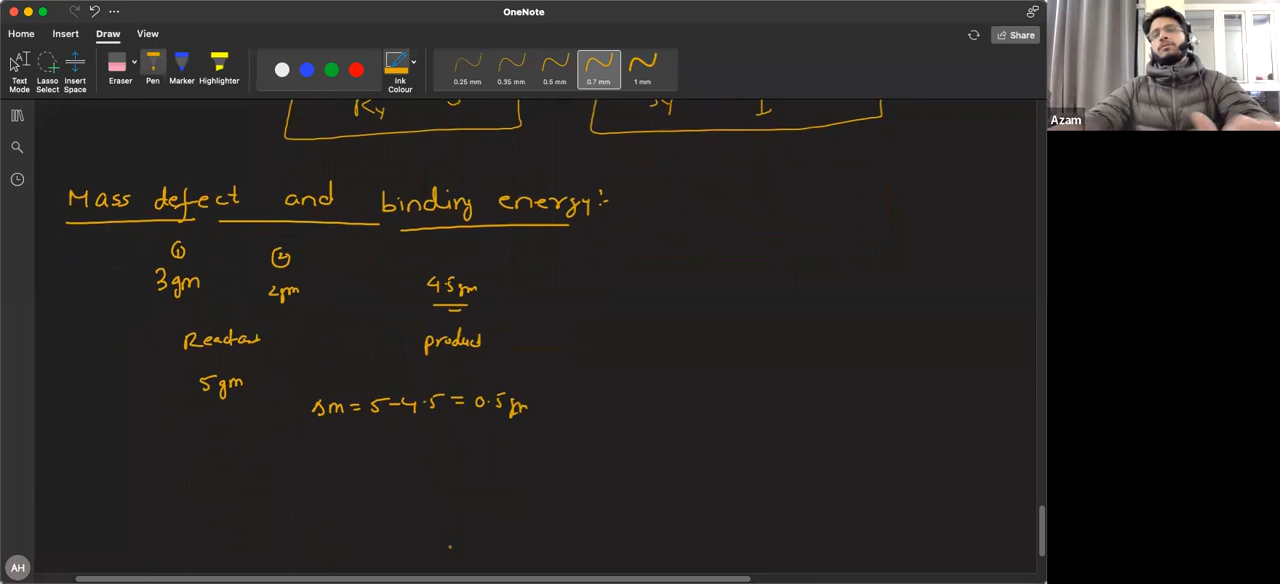 OneNote
Home Insert Draw View
Share
Text Mode
Lasso Select
Insert Space
Eraser
Pen
Marker
Highlighter
Ink Colour
0.25 mm
0.35 mm
0.5 mm
0.7 mm
1 mm
Azam
Mass defect and binding energy:-
① ②
3gm 2gm 4.5gm
Reactant product
5gm
Δm = 5-4.5 = 0.5gm
AH